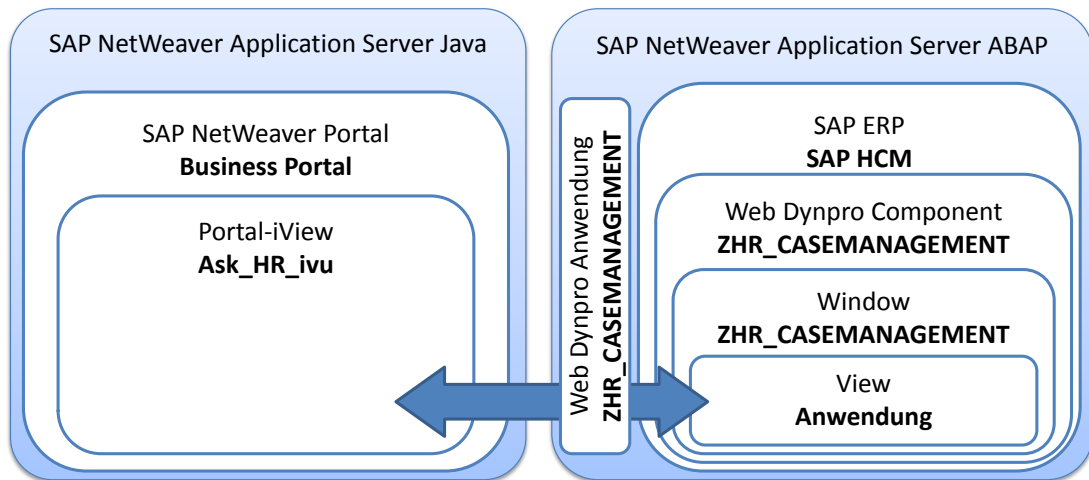 SAP NetWeaver Application Server Java
SAP NetWeaver Portal
Business Portal
Portal-iView
Ask_HR_ivu
SAP NetWeaver Application Server ABAP
Web Dynpro Anwendung
ZHR_CASEMANAGEMENT
SAP ERP
SAP HCM
Web Dynpro Component
ZHR_CASEMANAGEMENT
Window
ZHR_CASEMANAGEMENT
View
Anwendung